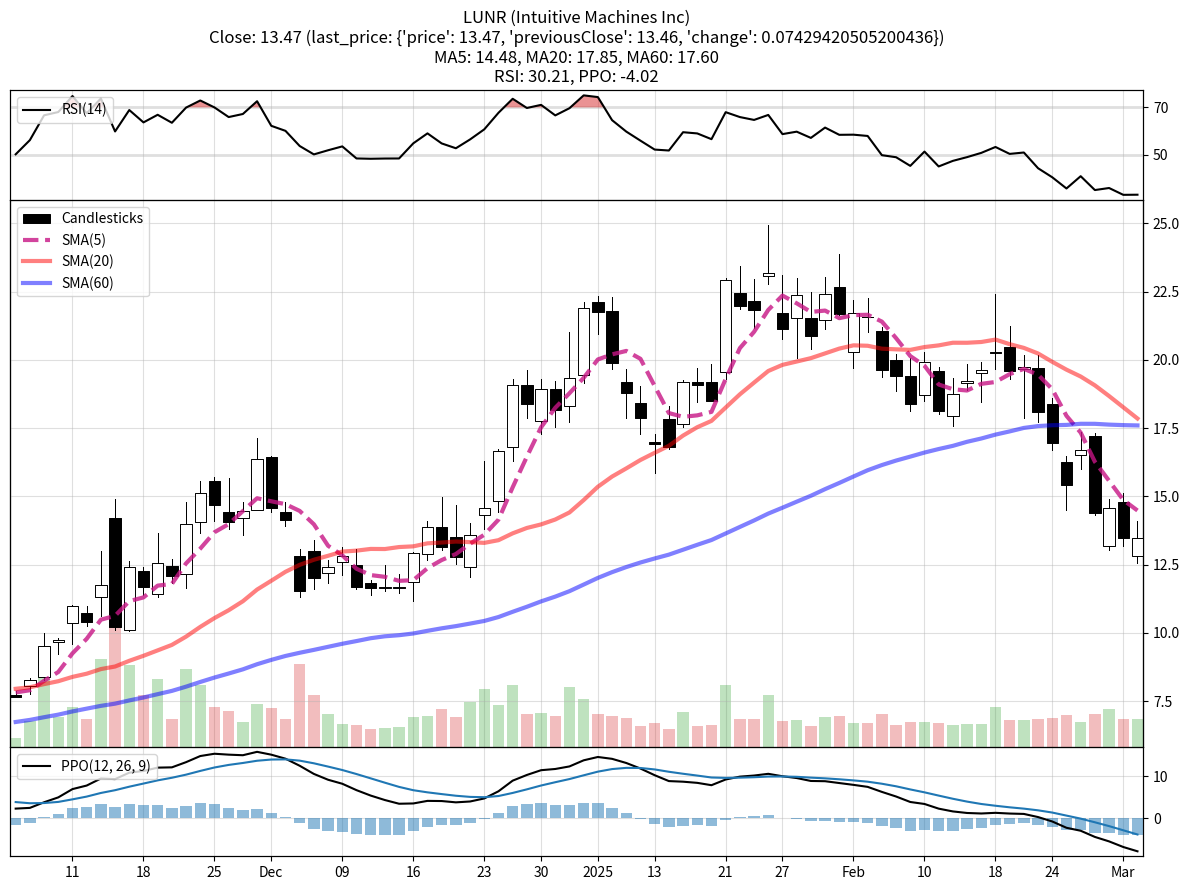 LUNR (Intuitive Machines Inc)
Close: 13.47 (last_price: {'price': 13.47, 'previousClose': 13.46, 'change': 0.07429420505200436})
MA5: 14.48, MA20: 17.85, MA60: 17.60
RSI: 30.21, PPO: -4.02
RSI(14)
70
50
Candlesticks
SMA(5)
SMA(20)
SMA(60)
25.0
22.5
20.0
17.5
15.0
12.5
10.0
7.5
PPO(12, 26, 9)
10
0
11 18 25 Dec 09 16 23 30 2025 13 21 27 Feb 10 18 24 Mar